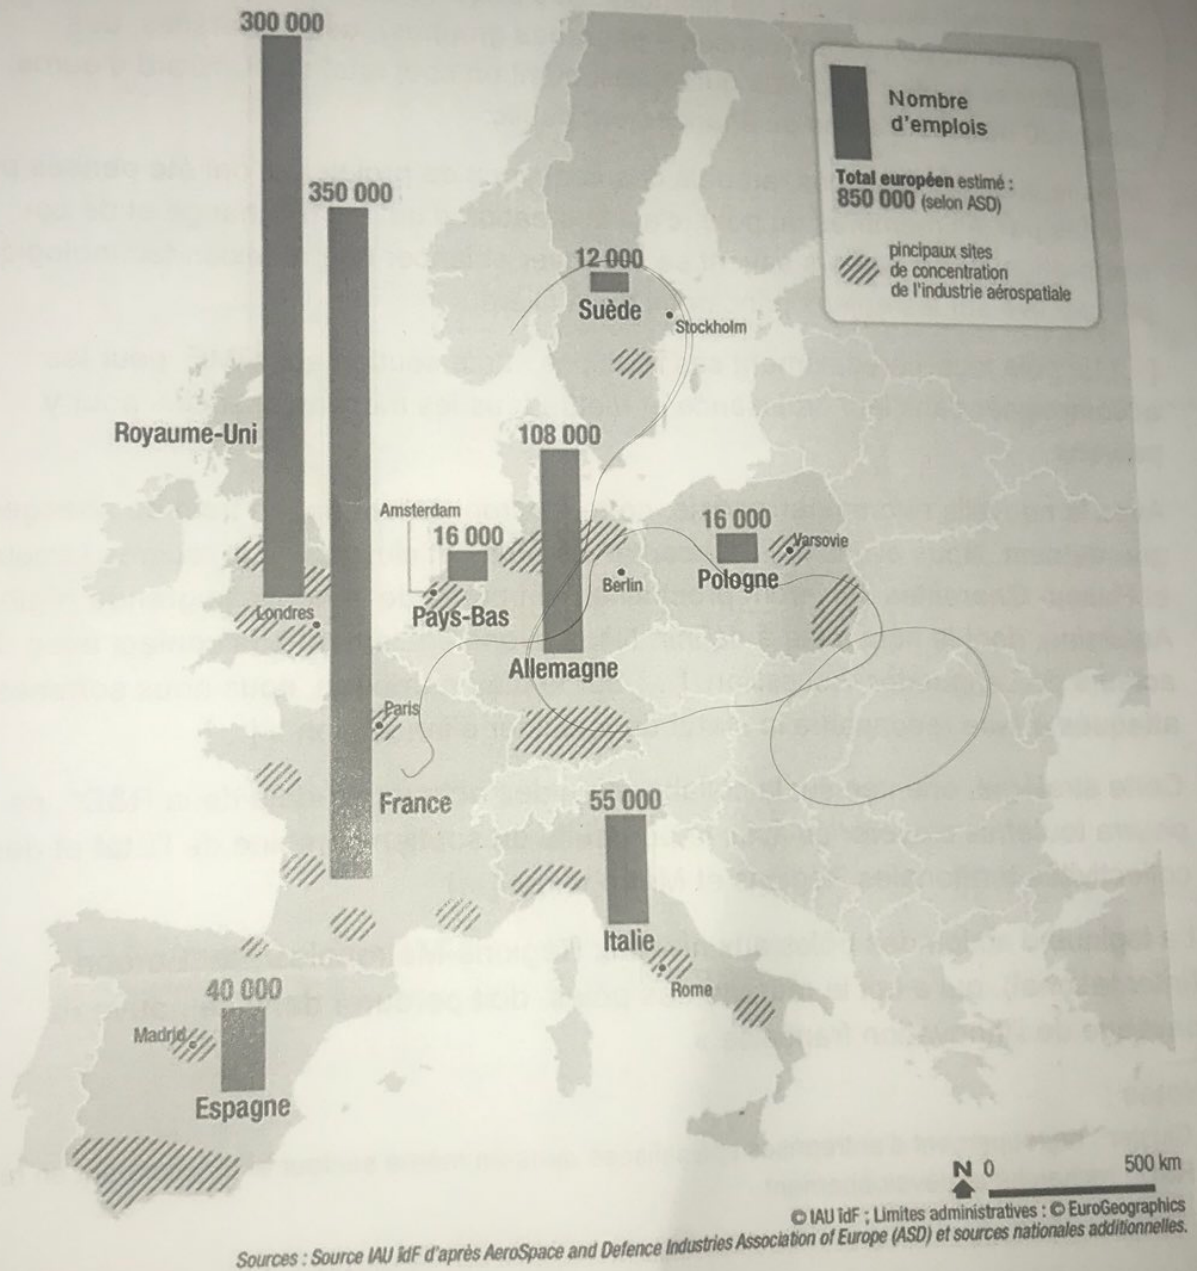 300 000
350 000
Nombre
d'emplois
Total européen estimé :
850 000 (selon ASD)
pincipaux sites
de concentration
de l'industrie aérospatiale
12 000
Suède
Stockholm
Royaume-Uni
108 000
Amsterdam
16 000
Pays-Bas
16 000
Varsovie
Pologne
Berlin
Londres
Allemagne
Paris
France
55 000
Italie
Rome
40 000
Madrid
Espagne
N 0 500 km
© IAU îdF ; Limites administratives : © EuroGeographics
Sources : Source IAU îdF d'après AeroSpace and Defence Industries Association of Europe (ASD) et sources nationales additionnelles.